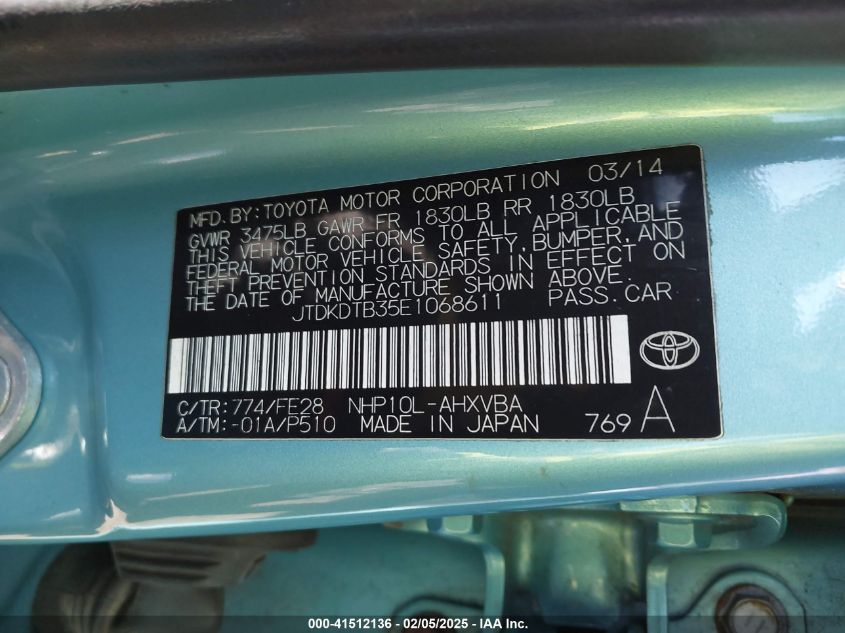 MFD. BY: TOYOTA MOTOR CORPORATION 03/14
GVWR 3475LB GAWR FR 1830LB RR 1830LB
THIS VEHICLE CONFORMS TO ALL APPLICABLE
FEDERAL MOTOR VEHICLE SAFETY, BUMPER, AND
THEFT PREVENTION STANDARDS IN EFFECT ON
THE DATE OF MANUFACTURE SHOWN ABOVE.
JTDKDTB35E1068611 PASS. CAR
C/TR: 774/FE28 NHP10L-AHXVBA
A/TM: -01A/P510 MADE IN JAPAN 769 A
000-41512136 - 02/05/2025 - IAA Inc.